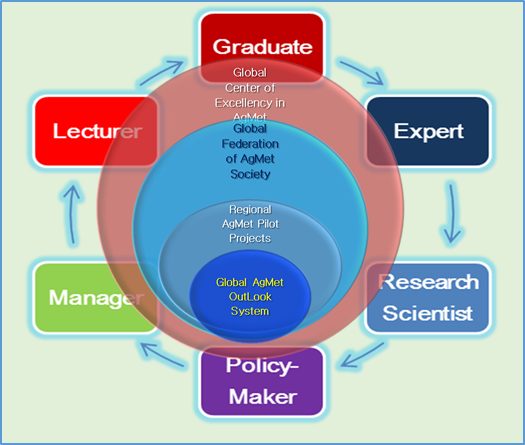 Graduate
Global
Center of
Excellency in
AgMet
Global
Federation
of AgMet
Society
Regional
AgMet Pilot
Projects
Global AgMet
OutLook
System
Expert
Research
Scientist
Policy-
Maker
Manager
Lecturer